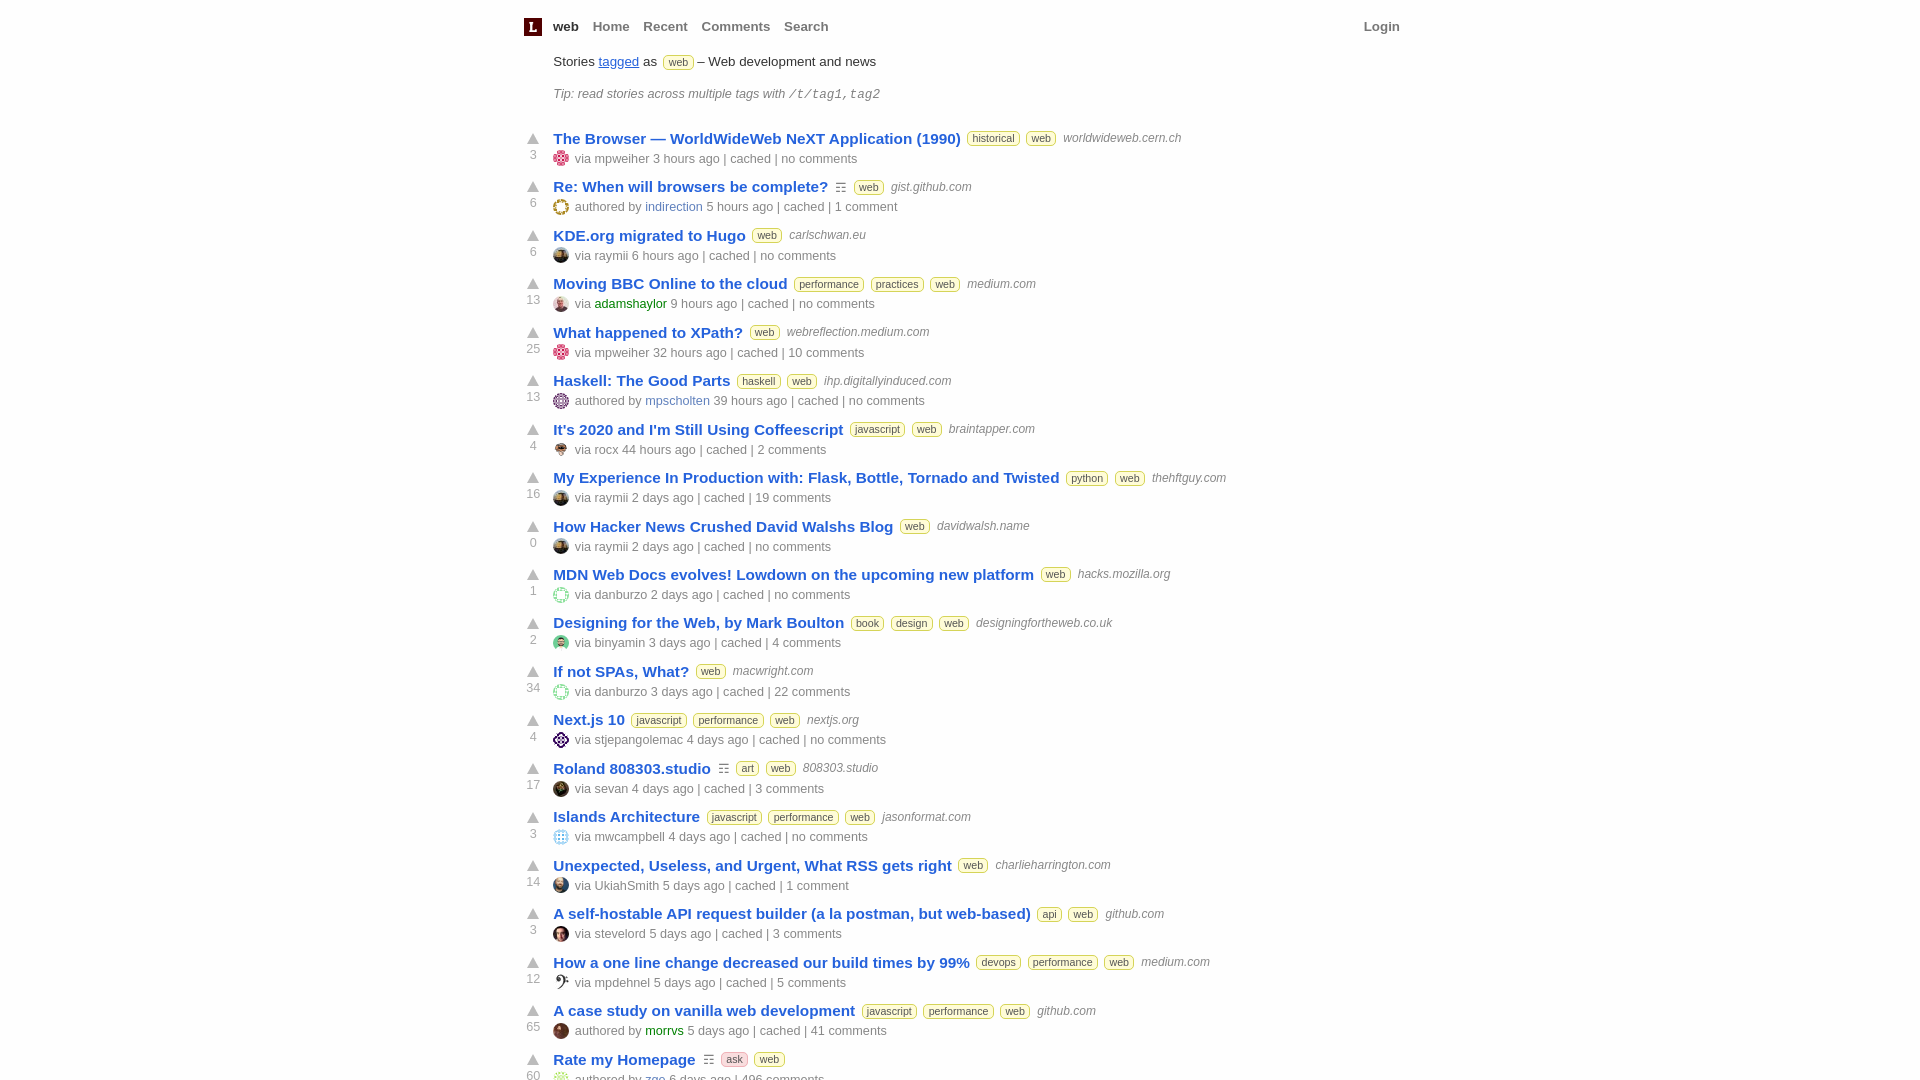 L web Home Recent Comments Search Login
Stories tagged as web – Web development and news
Tip: read stories across multiple tags with /t/tag1,tag2
The Browser — WorldWideWeb NeXT Application (1990) historical web worldwideweb.cern.ch
3 via mpweiher 3 hours ago | cached | no comments
Re: When will browsers be complete? ☶ web gist.github.com
6 authored by indirection 5 hours ago | cached | 1 comment
KDE.org migrated to Hugo web carlschwan.eu
6 via raymii 6 hours ago | cached | no comments
Moving BBC Online to the cloud performance practices web medium.com
13 via adamshaylor 9 hours ago | cached | no comments
What happened to XPath? web webreflection.medium.com
25 via mpweiher 32 hours ago | cached | 10 comments
Haskell: The Good Parts haskell web ihp.digitallyinduced.com
13 authored by mpscholten 39 hours ago | cached | no comments
It's 2020 and I'm Still Using Coffeescript javascript web braintapper.com
4 via rocx 44 hours ago | cached | 2 comments
My Experience In Production with: Flask, Bottle, Tornado and Twisted python web thehftguy.com
16 via raymii 2 days ago | cached | 19 comments
How Hacker News Crushed David Walshs Blog web davidwalsh.name
0 via raymii 2 days ago | cached | no comments
MDN Web Docs evolves! Lowdown on the upcoming new platform web hacks.mozilla.org
1 via danburzo 2 days ago | cached | no comments
Designing for the Web, by Mark Boulton book design web designingfortheweb.co.uk
2 via binyamin 3 days ago | cached | 4 comments
If not SPAs, What? web macwright.com
34 via danburzo 3 days ago | cached | 22 comments
Next.js 10 javascript performance web nextjs.org
4 via stjepangolemac 4 days ago | cached | no comments
Roland 808303.studio ☶ art web 808303.studio
17 via sevan 4 days ago | cached | 3 comments
Islands Architecture javascript performance web jasonformat.com
3 via mwcampbell 4 days ago | cached | no comments
Unexpected, Useless, and Urgent, What RSS gets right web charlieharrington.com
14 via UkiahSmith 5 days ago | cached | 1 comment
A self-hostable API request builder (a la postman, but web-based) api web github.com
3 via stevelord 5 days ago | cached | 3 comments
How a one line change decreased our build times by 99% devops performance web medium.com
12 via mpdehnel 5 days ago | cached | 5 comments
A case study on vanilla web development javascript performance web github.com
65 authored by morrvs 5 days ago | cached | 41 comments
Rate my Homepage ☶ ask web
60 authored by zge 6 days ago | 496 comments